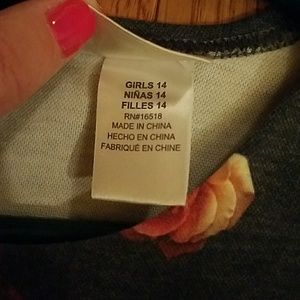 GIRLS 14
NIÑAS 14
FILLES 14
RN#16518
MADE IN CHINA
HECHO EN CHINA
FABRIQUÉ EN CHINE